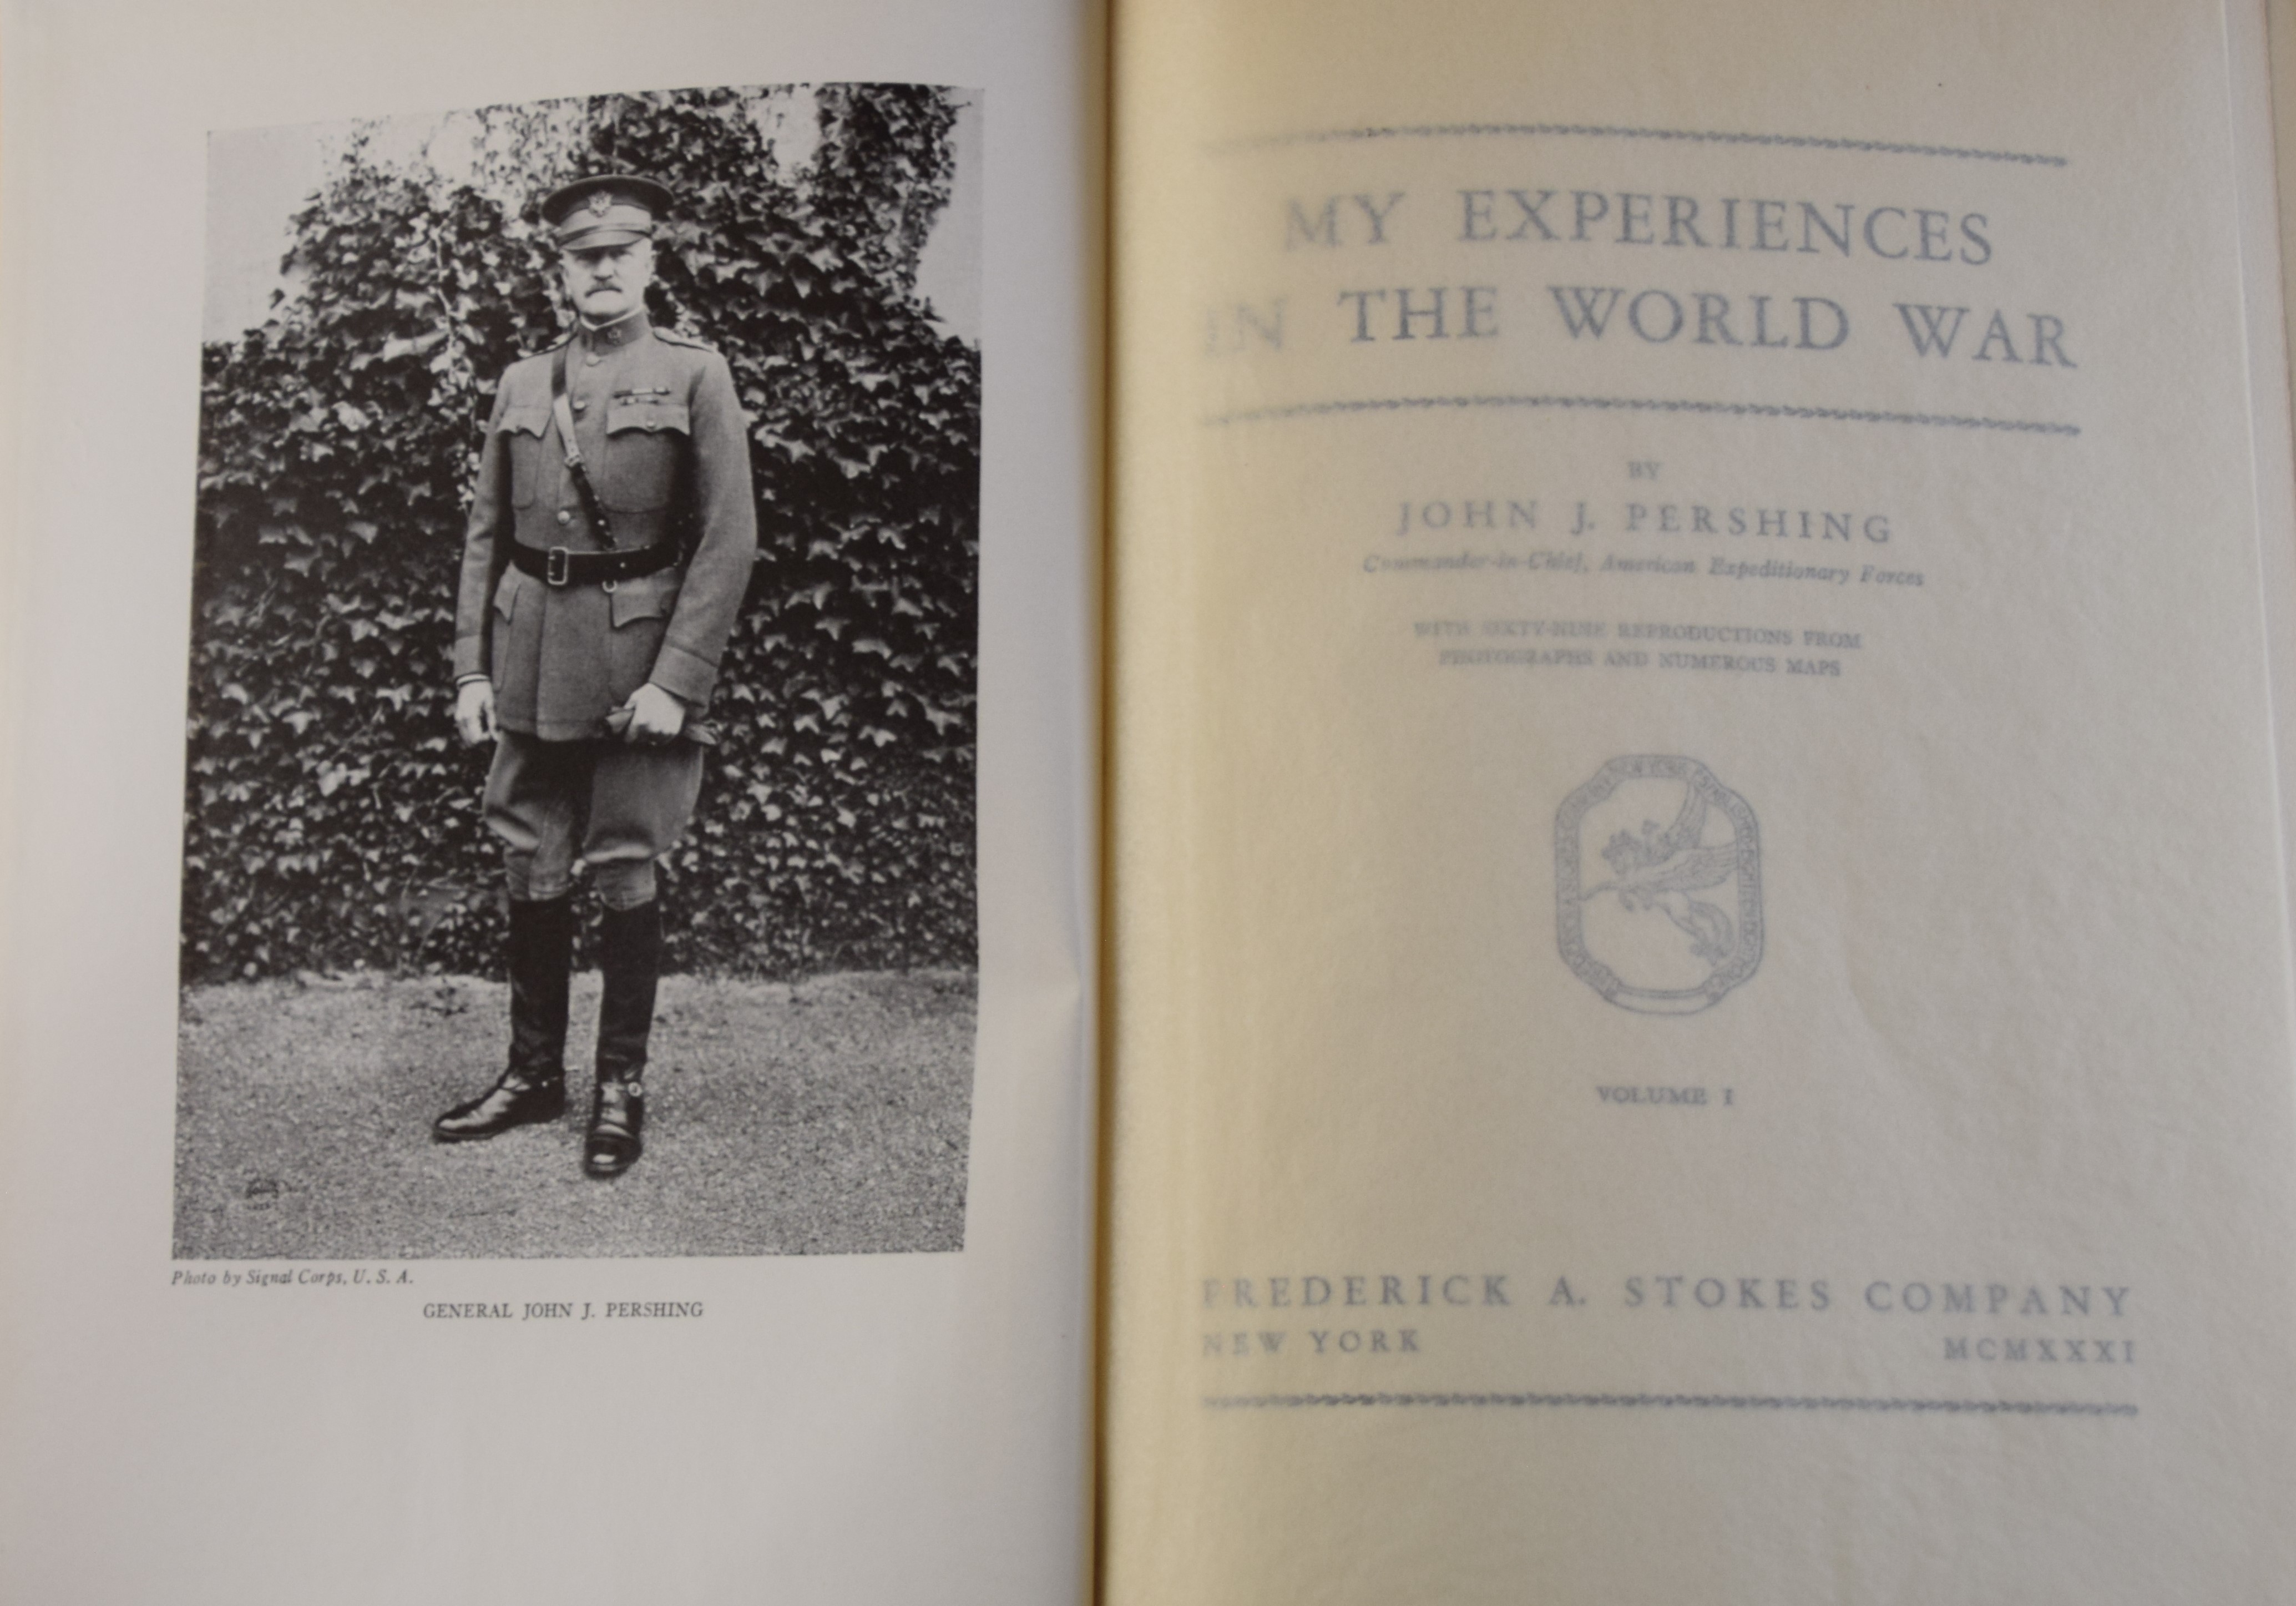 Photo by Signal Corps, U. S. A.
GENERAL JOHN J. PERSHING
MY EXPERIENCES
IN THE WORLD WAR
BY
JOHN J. PERSHING
Commander-in-Chief, American Expeditionary Forces
WITH SIXTY-NINE REPRODUCTIONS FROM
PHOTOGRAPHS AND NUMEROUS MAPS
VOLUME I
FREDERICK A. STOKES COMPANY
NEW YORK MCMXXXI